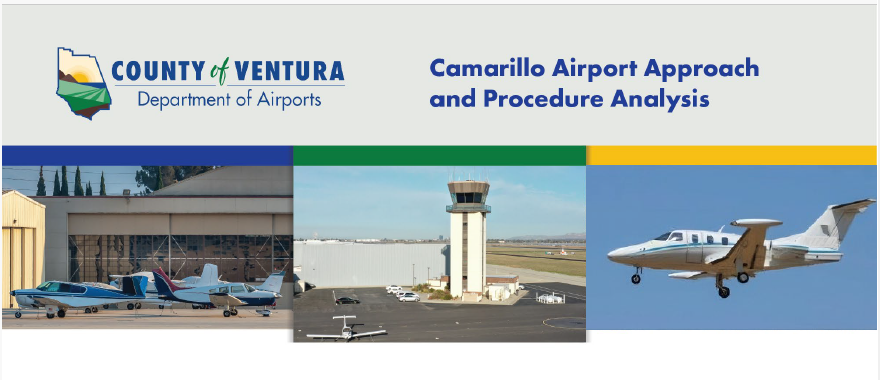 COUNTY of VENTURA
Department of Airports
Camarillo Airport Approach
and Procedure Analysis